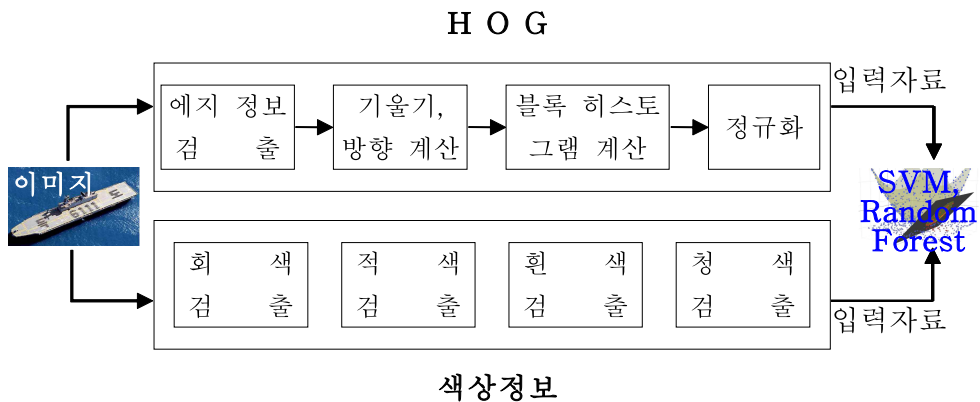 H O G
에지 정보
검 출
기울기,
방향 계산
블록 히스토
그램 계산
정규화
입력자료
이미지
6111
SVM,
Random
Forest
회 색
검 출
적 색
검 출
흰 색
검 출
청 색
검 출
입력자료
색상정보